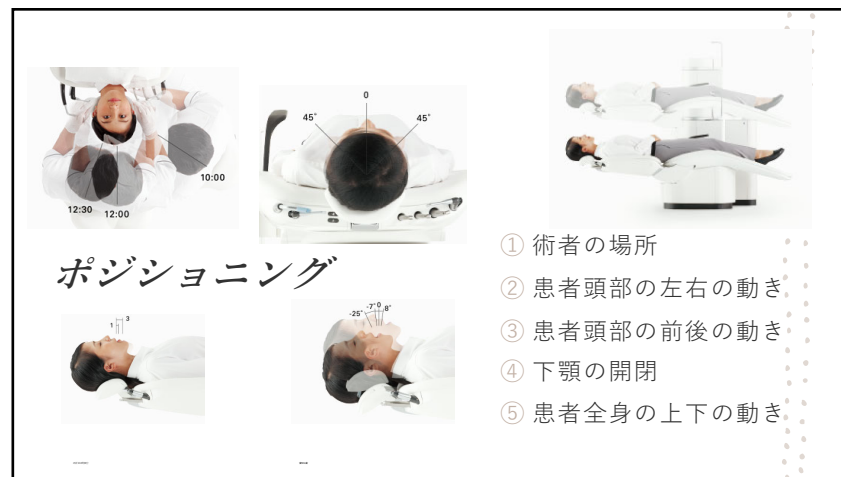 10:00
12:30
12:00
0
45°
45°
ポジショニング
1
3
-25°
-7°
0
8°
① 術者の場所
② 患者頭部の左右の動き
③ 患者頭部の前後の動き
④ 下顎の開閉
⑤ 患者全身の上下の動き